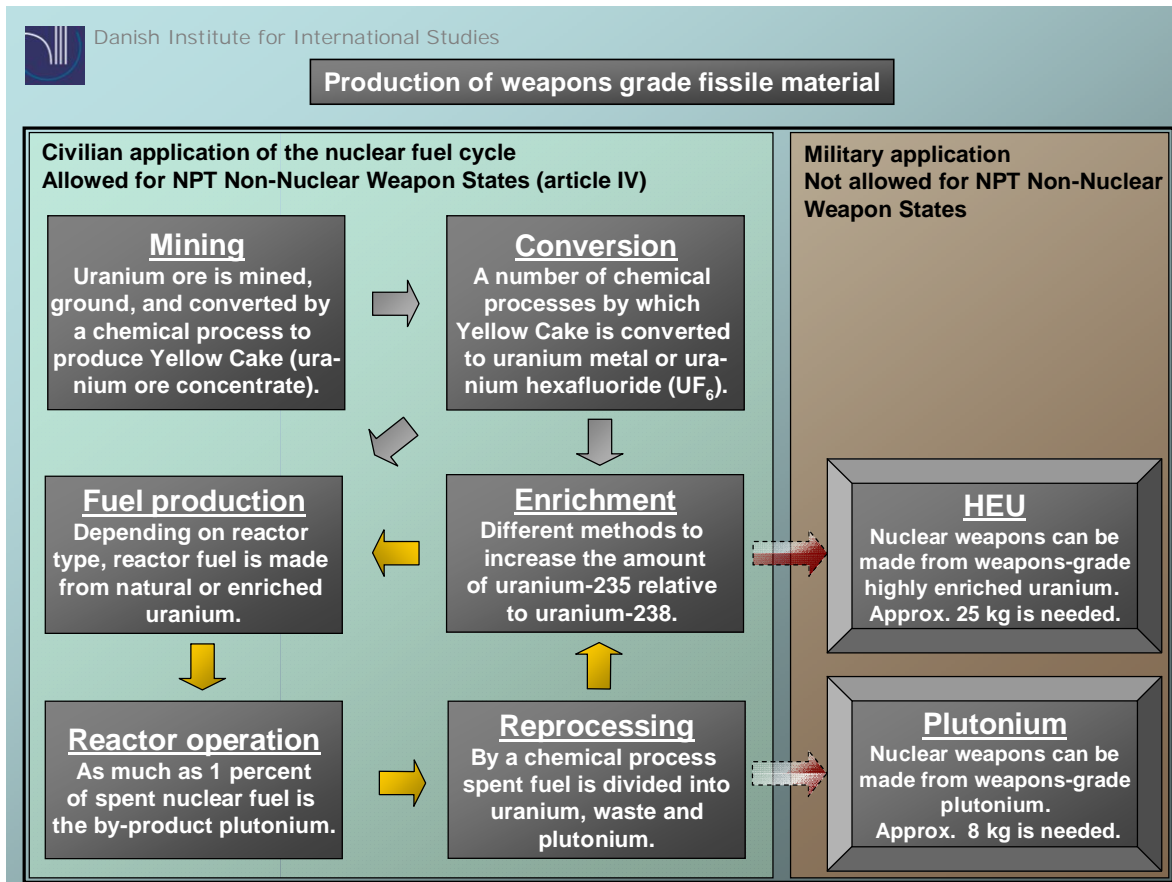 Danish Institute for International Studies
Production of weapons grade fissile material
Civilian application of the nuclear fuel cycle
Allowed for NPT Non-Nuclear Weapon States (article IV)
Military application
Not allowed for NPT Non-Nuclear
Weapon States
Mining
Uranium ore is mined,
ground, and converted by
a chemical process to
produce Yellow Cake (ura-
nium ore concentrate).
Conversion
A number of chemical
processes by which
Yellow Cake is converted
to uranium metal or ura-
nium hexafluoride (UF₆).
Fuel production
Depending on reactor
type, reactor fuel is made
from natural or enriched
uranium.
Enrichment
Different methods to
increase the amount
of uranium-235 relative
to uranium-238.
HEU
Nuclear weapons can be
made from weapons-grade
highly enriched uranium.
Approx. 25 kg is needed.
Reactor operation
As much as 1 percent
of spent nuclear fuel is
the by-product plutonium.
Reprocessing
By a chemical process
spent fuel is divided into
uranium, waste and
plutonium.
Plutonium
Nuclear weapons can be
made from weapons-grade
plutonium.
Approx. 8 kg is needed.